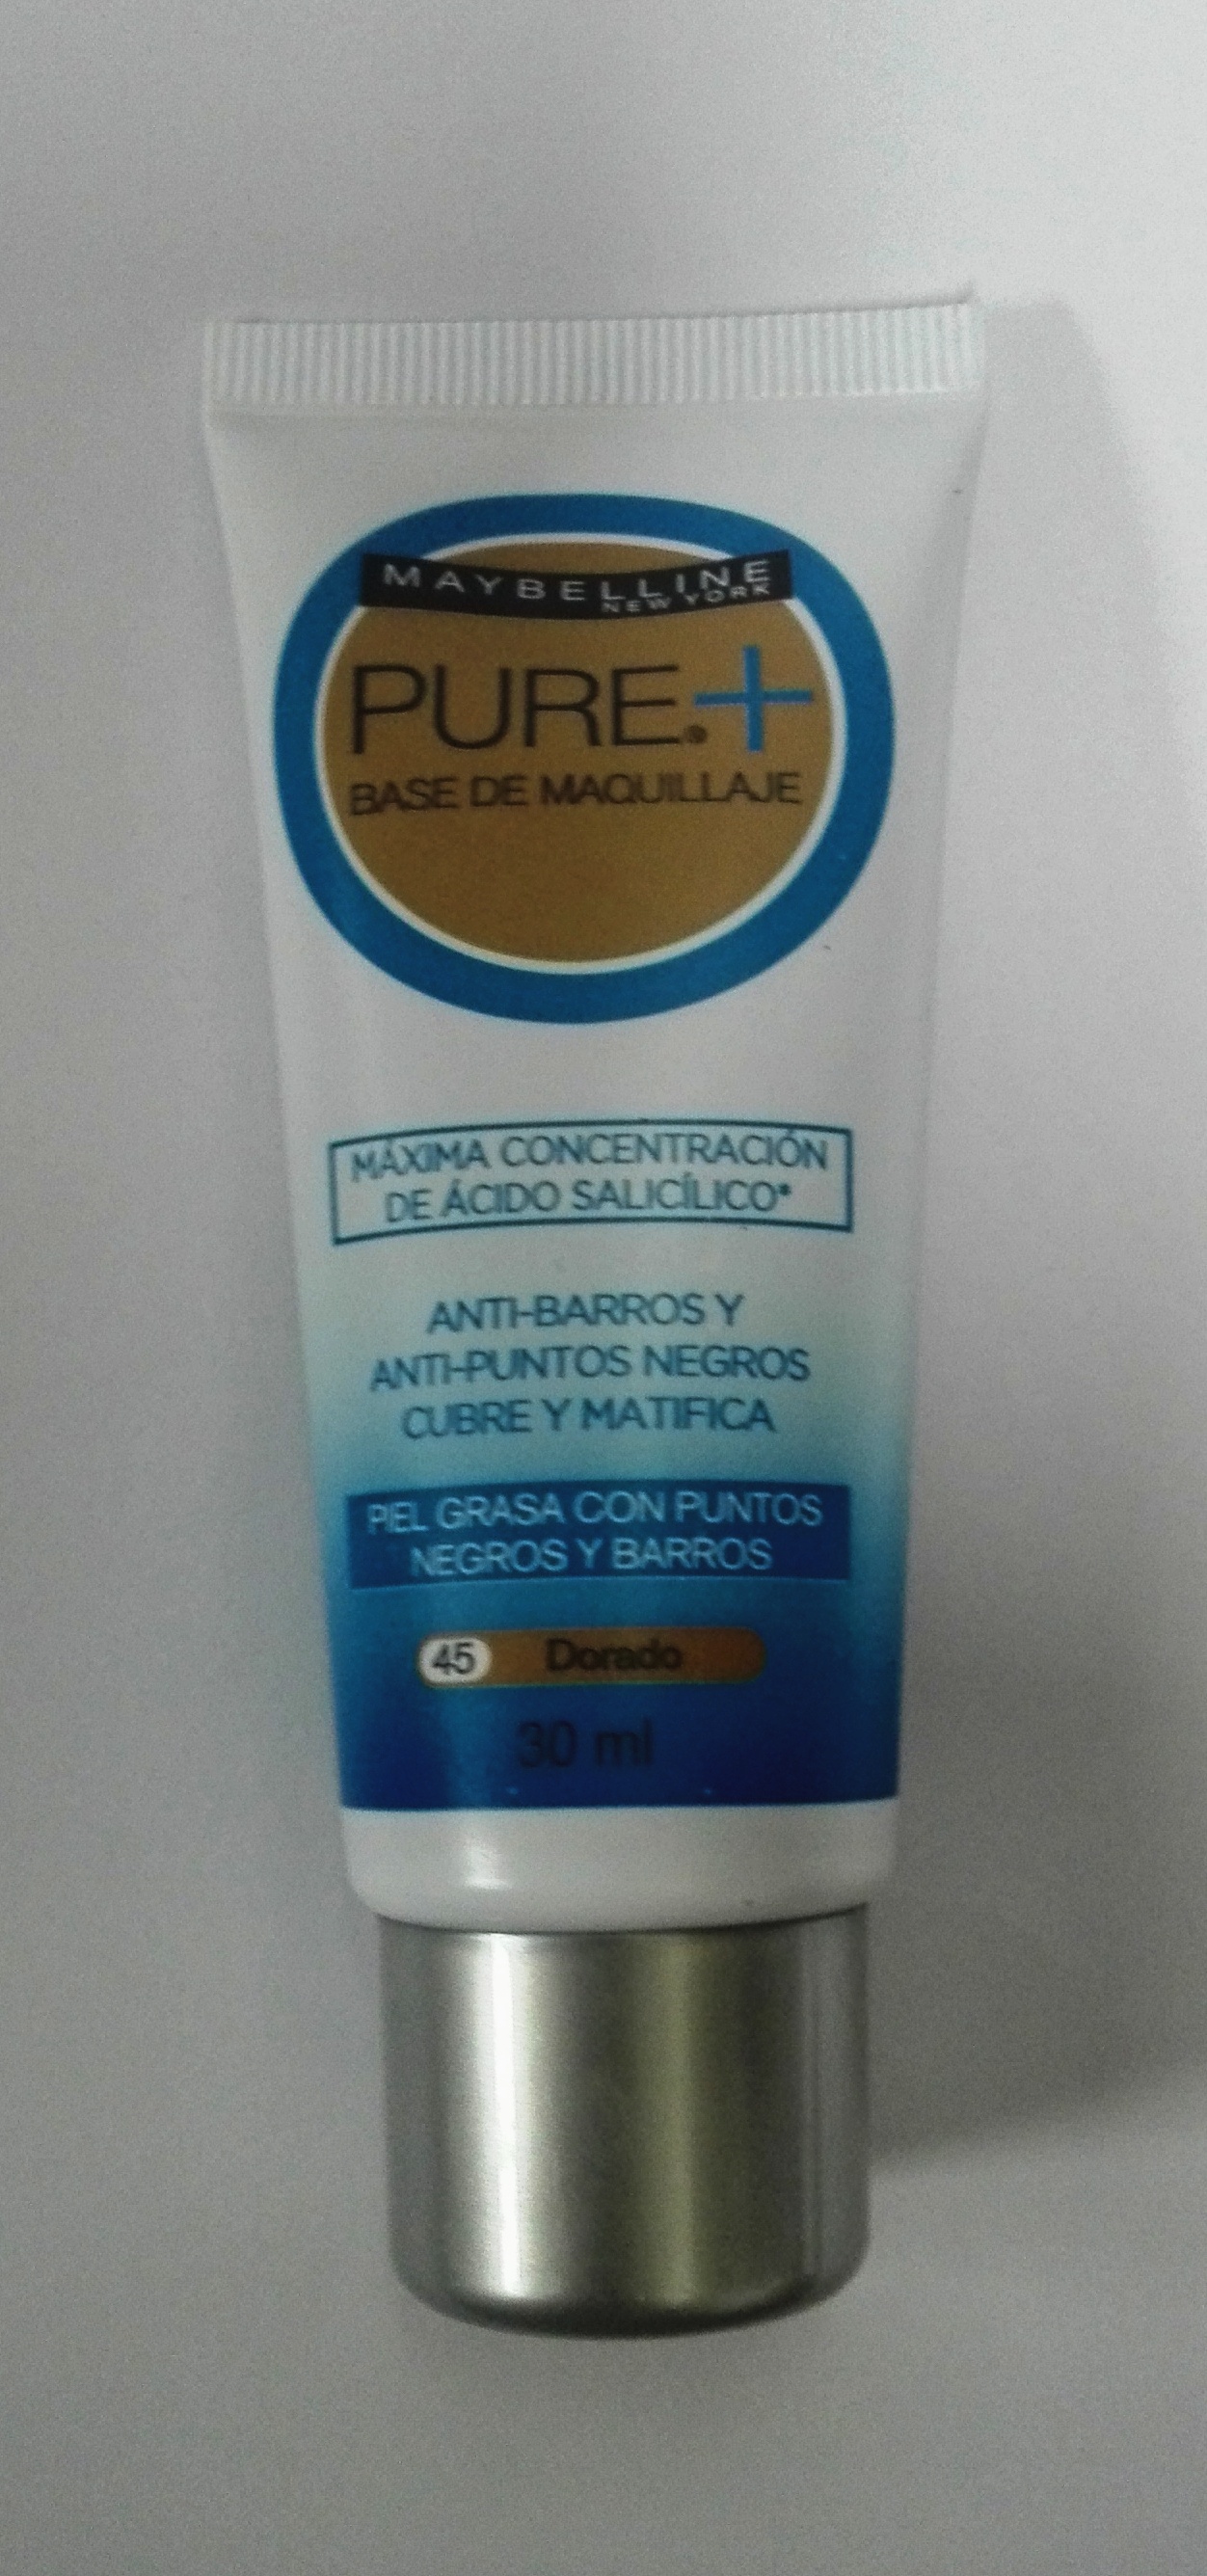 MAYBELLINE
NEW YORK
PURE.+
BASE DE MAQUILLAJE
MÁXIMA CONCENTRACIÓN
DE ÁCIDO SALICÍLICO*
ANTI-BARROS Y
ANTI-PUNTOS NEGROS
CUBRE Y MATIFICA
PIEL GRASA CON PUNTOS
NEGROS Y BARROS
45 Dorado
30 ml